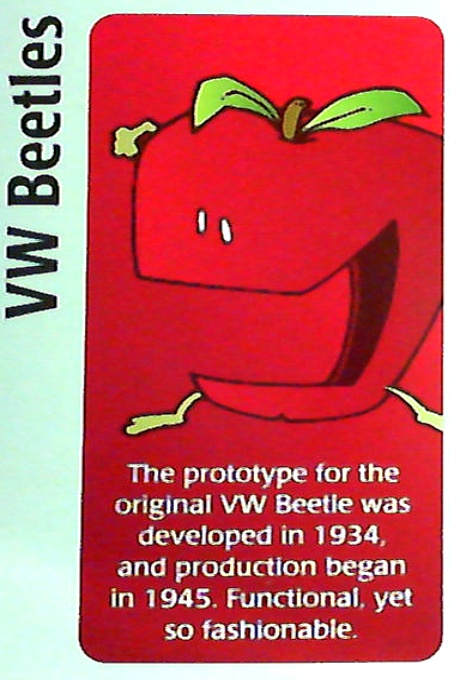 VW Beetles
The prototype for the
original VW Beetle was
developed in 1934,
and production began
in 1945. Functional, yet
so fashionable.